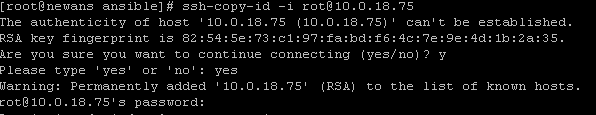 [root@newans ansible]# ssh-copy-id -i rot@10.0.18.75
The authenticity of host '10.0.18.75 (10.0.18.75)' can't be established.
RSA key fingerprint is 82:54:5e:73:c1:97:fa:bd:f6:4c:7e:9e:4d:1b:2a:35.
Are you sure you want to continue connecting (yes/no)? y
Please type 'yes' or 'no': yes
Warning: Permanently added '10.0.18.75' (RSA) to the list of known hosts.
rot@10.0.18.75's password: